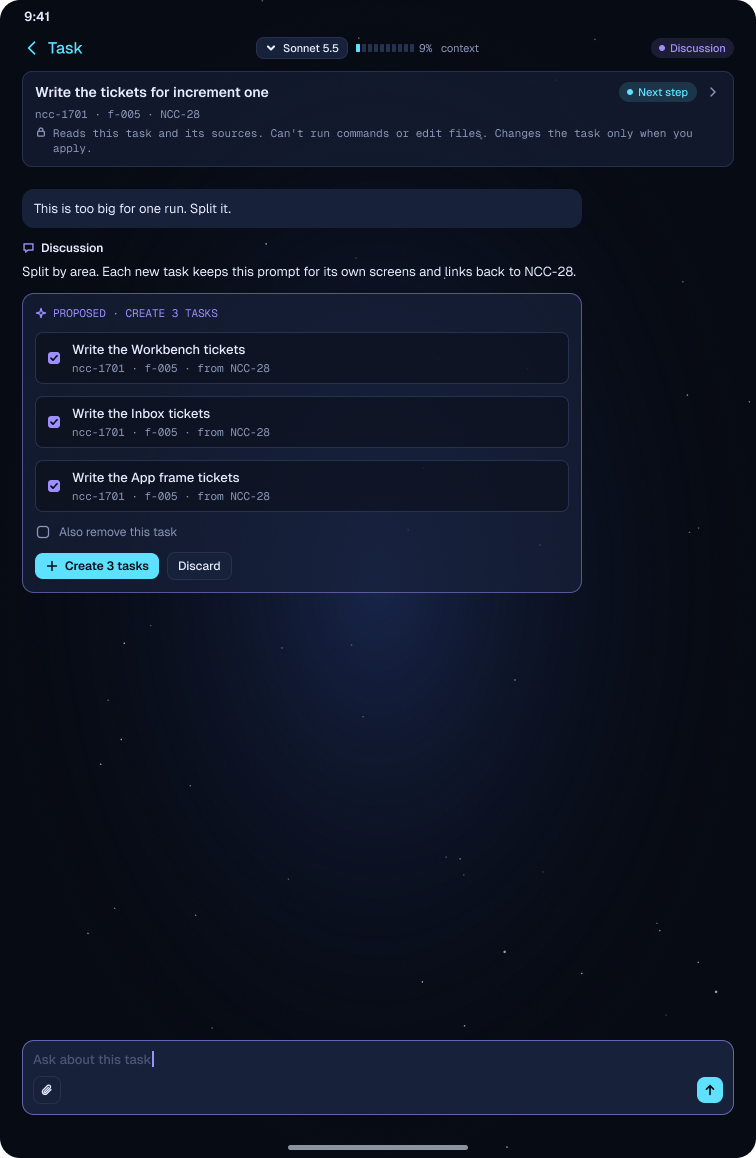 9:41
Task
Sonnet 5.5
9% context
Discussion
Write the tickets for increment one
Next step
ncc-1701 · f-005 · NCC-28
Reads this task and its sources. Can't run commands or edit files. Changes the task only when you
apply.
This is too big for one run. Split it.
Discussion
Split by area. Each new task keeps this prompt for its own screens and links back to NCC-28.
PROPOSED · CREATE 3 TASKS
Write the Workbench tickets
ncc-1701 · f-005 · from NCC-28
Write the Inbox tickets
ncc-1701 · f-005 · from NCC-28
Write the App frame tickets
ncc-1701 · f-005 · from NCC-28
Also remove this task
Create 3 tasks
Discard
Ask about this task